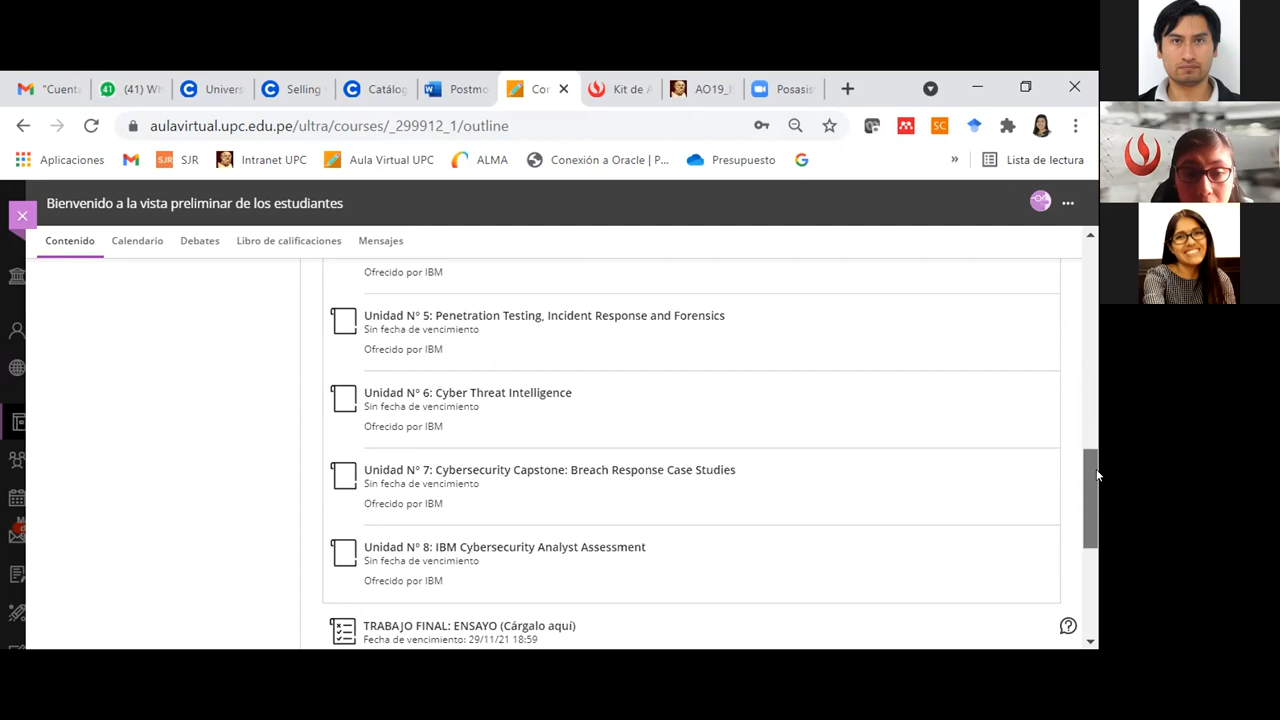 "Cuenta
(41) Wh
Univers
Selling
Catálog
Postmo
Con
Kit de A
AO19_I
Posasis
aulavirtual.upc.edu.pe/ultra/courses/_299912_1/outline
Aplicaciones
SJR
Intranet UPC
Aula Virtual UPC
ALMA
Conexión a Oracle | P...
Presupuesto
»
Lista de lectura
Bienvenido a la vista preliminar de los estudiantes
Contenido
Calendario
Debates
Libro de calificaciones
Mensajes
Ofrecido por IBM
Unidad N° 5: Penetration Testing, Incident Response and Forensics
Sin fecha de vencimiento
Ofrecido por IBM
Unidad N° 6: Cyber Threat Intelligence
Sin fecha de vencimiento
Ofrecido por IBM
Unidad N° 7: Cybersecurity Capstone: Breach Response Case Studies
Sin fecha de vencimiento
Ofrecido por IBM
Unidad N° 8: IBM Cybersecurity Analyst Assessment
Sin fecha de vencimiento
Ofrecido por IBM
TRABAJO FINAL: ENSAYO (Cárgalo aquí)
Fecha de vencimiento: 29/11/21 18:59